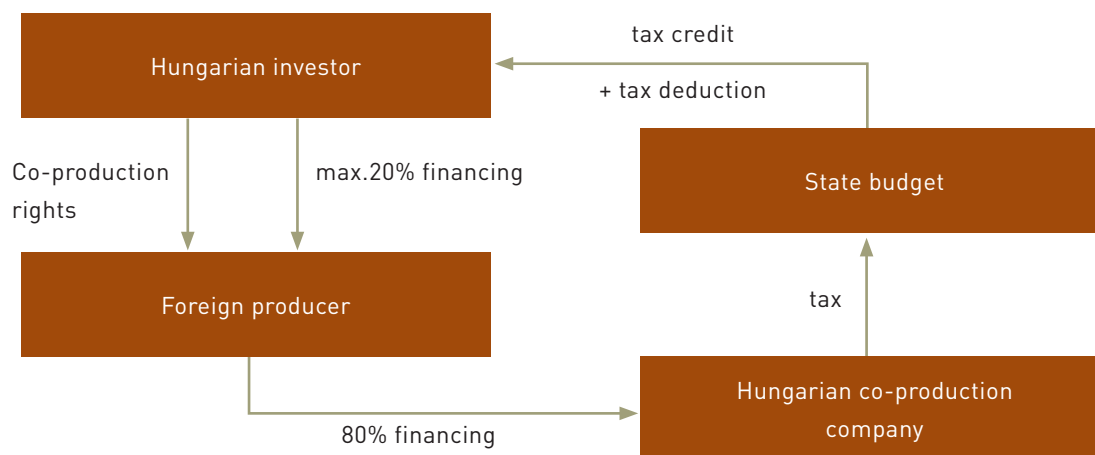 tax credit
Hungarian investor
+ tax deduction
Co-production
rights
max.20% financing
State budget
Foreign producer
tax
Hungarian co-production
company
80% financing